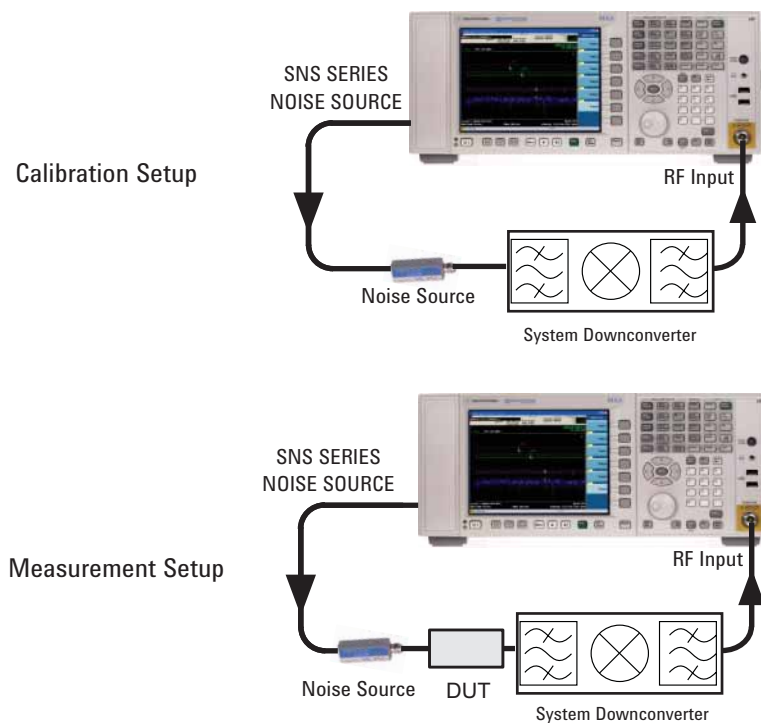 SNS SERIES
NOISE SOURCE
Calibration Setup
RF Input
Noise Source
System Downconverter
SNS SERIES
NOISE SOURCE
Measurement Setup
RF Input
Noise Source
DUT
System Downconverter